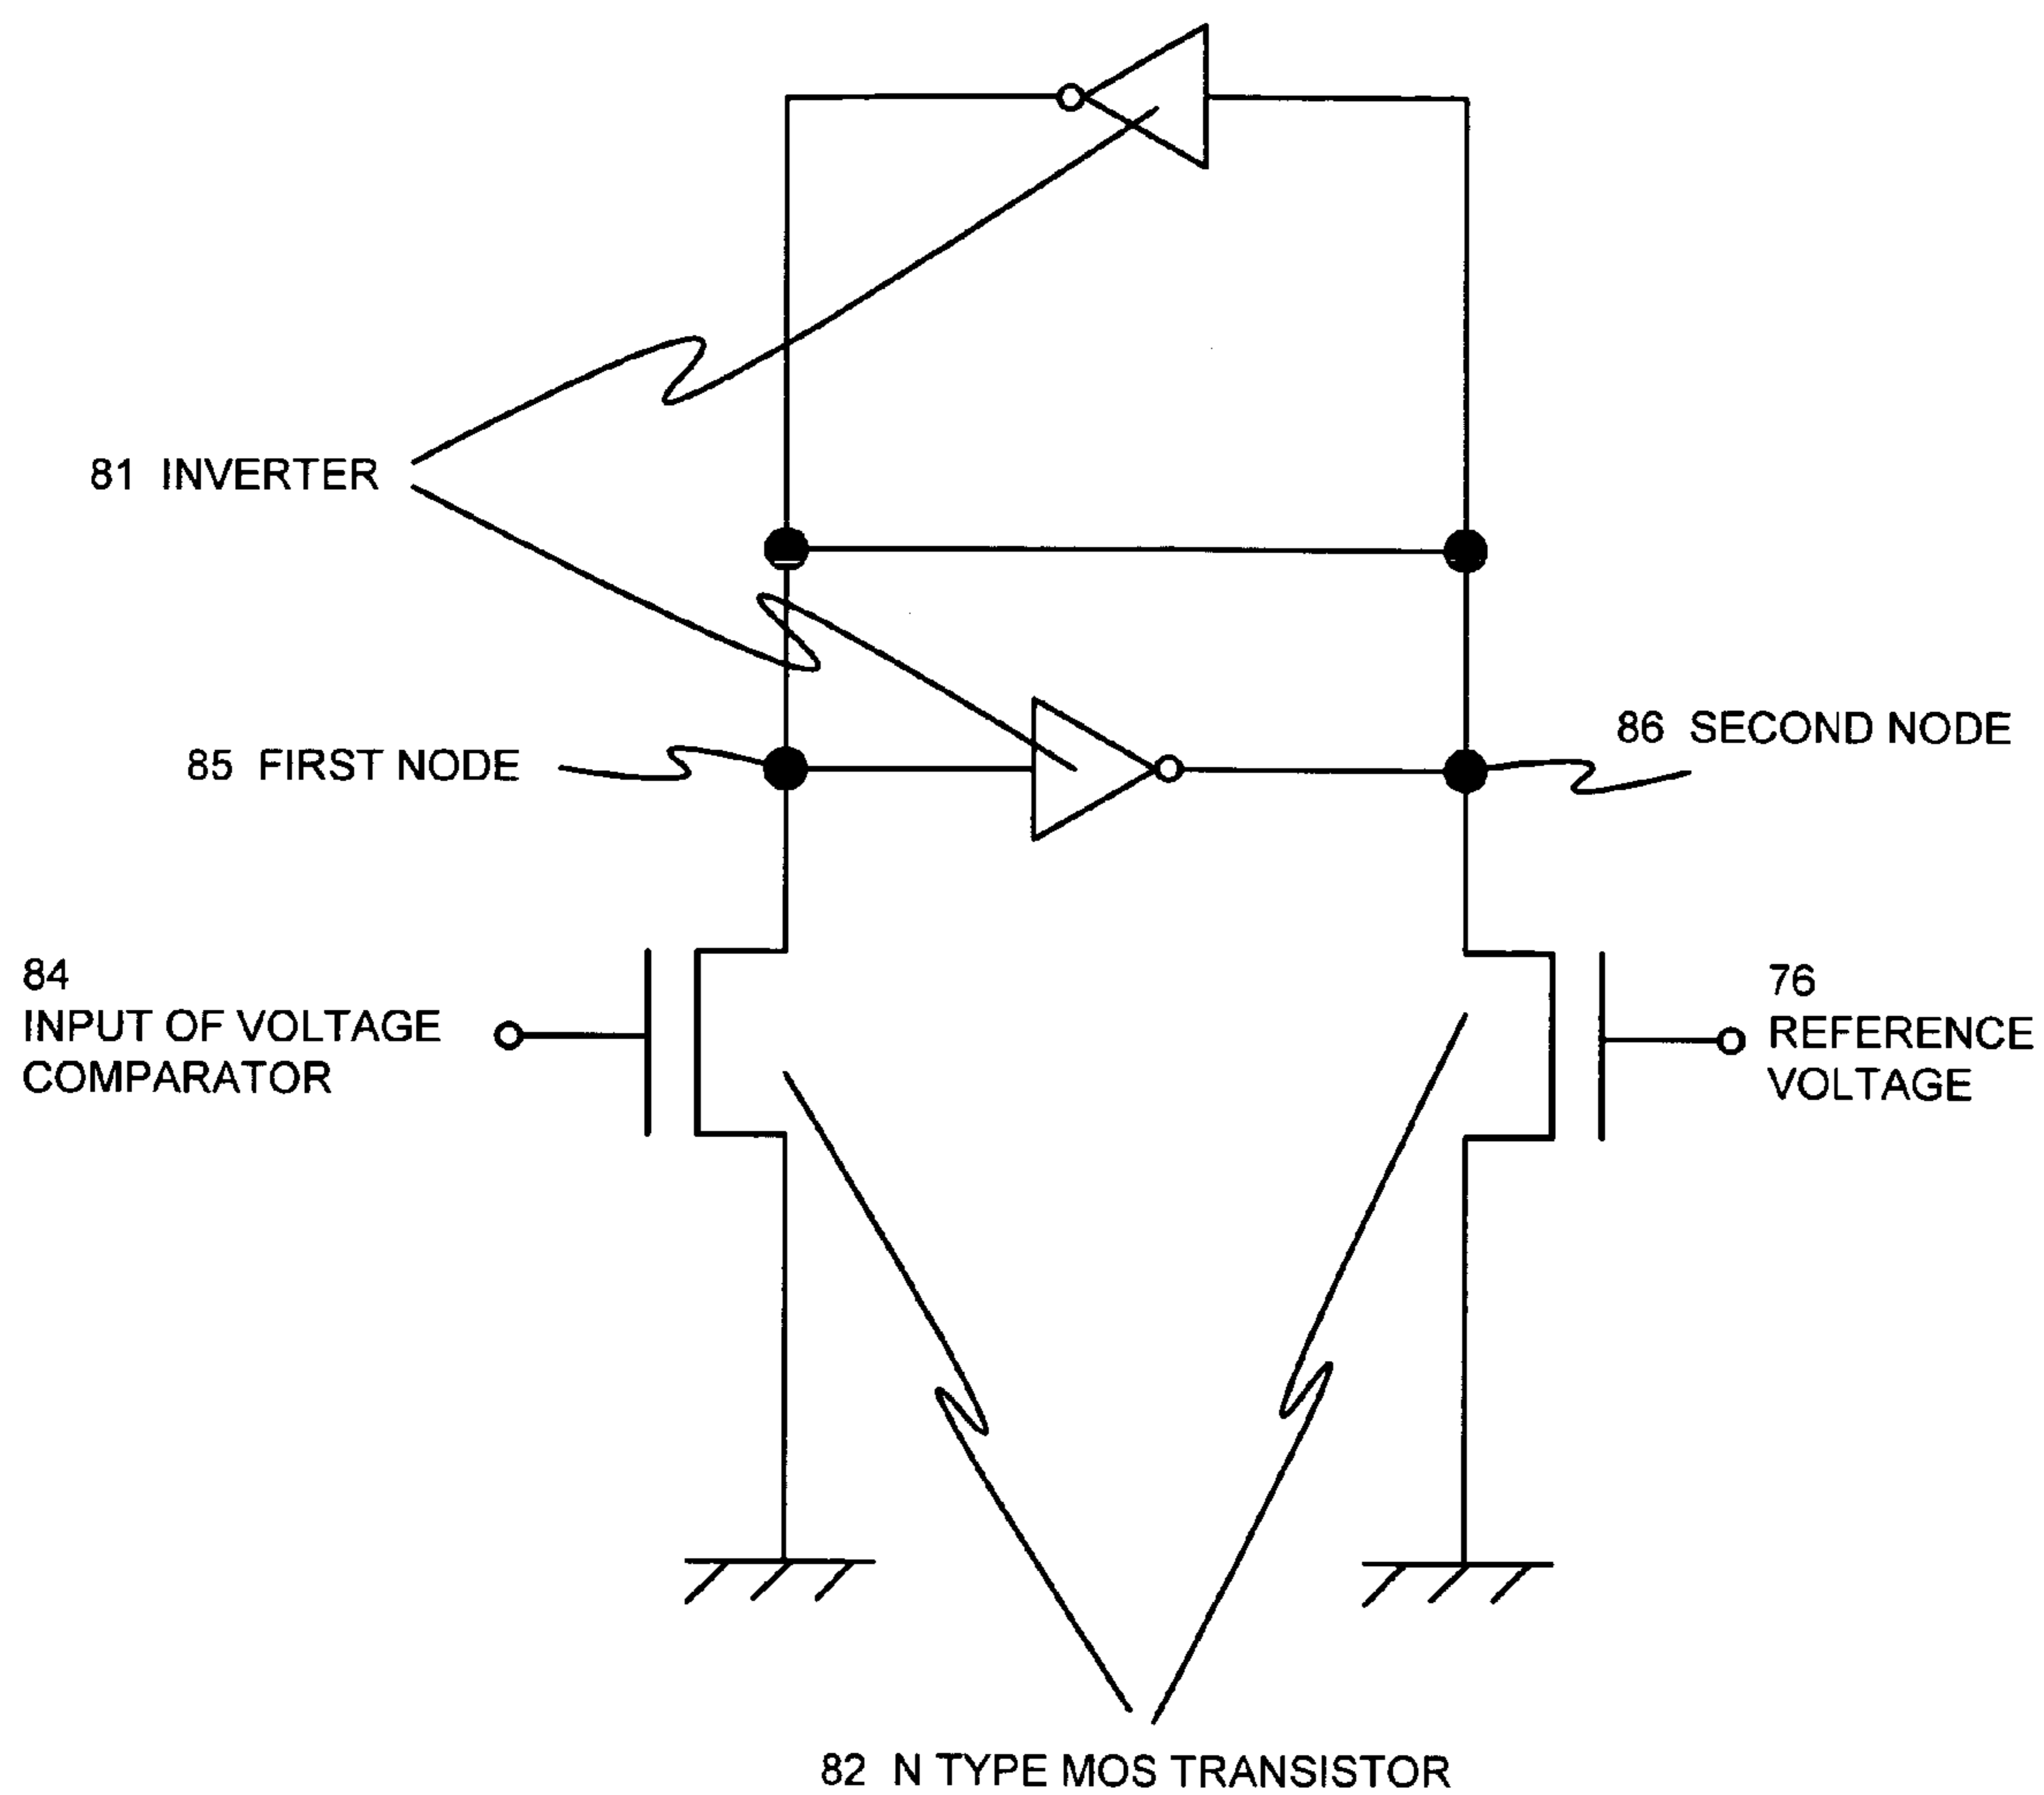 81 INVERTER
85 FIRST NODE
86 SECOND NODE
84
INPUT OF VOLTAGE
COMPARATOR
76
REFERENCE
VOLTAGE
82 N TYPE MOS TRANSISTOR